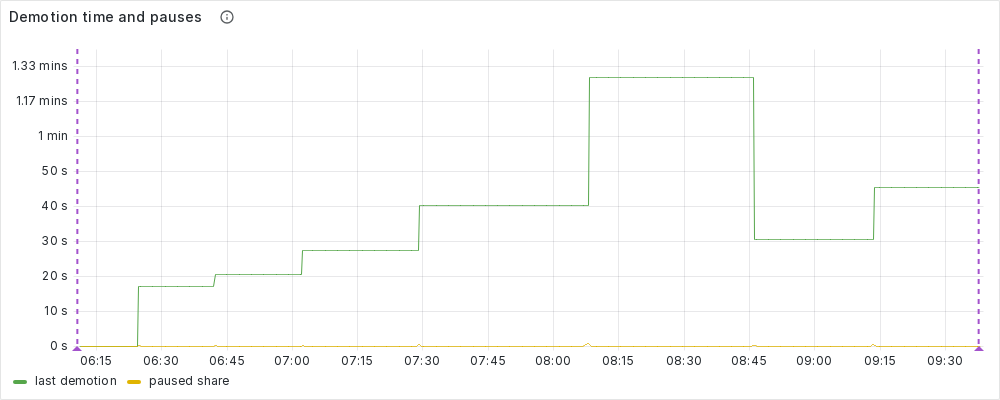 Demotion time and pauses
1.33 mins
1.17 mins
1 min
50 s
40 s
30 s
20 s
10 s
0 s
06:15 06:30 06:45 07:00 07:15 07:30 07:45 08:00 08:15 08:30 08:45 09:00 09:15 09:30
last demotion paused share